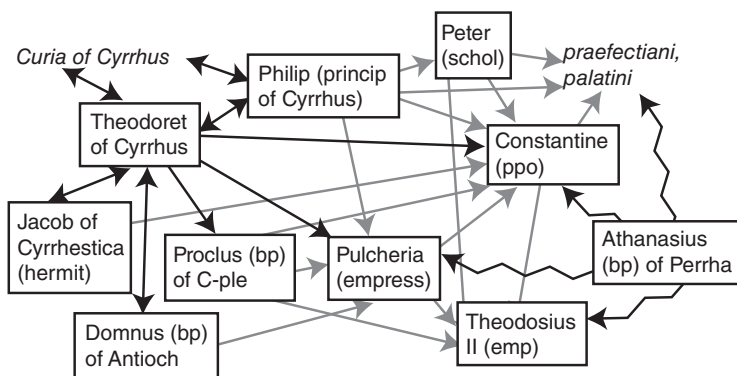 Peter
(schol)
Curia of Cyrrhus
praefectiani,
palatini
Philip (princip
of Cyrrhus)
Theodoret
of Cyrrhus
Constantine
(ppo)
Jacob of
Cyrrhestica
(hermit)
Proclus (bp)
of C-ple
Pulcheria
(empress)
Athanasius
(bp) of Perrha
Domnus (bp)
of Antioch
Theodosius
II (emp)